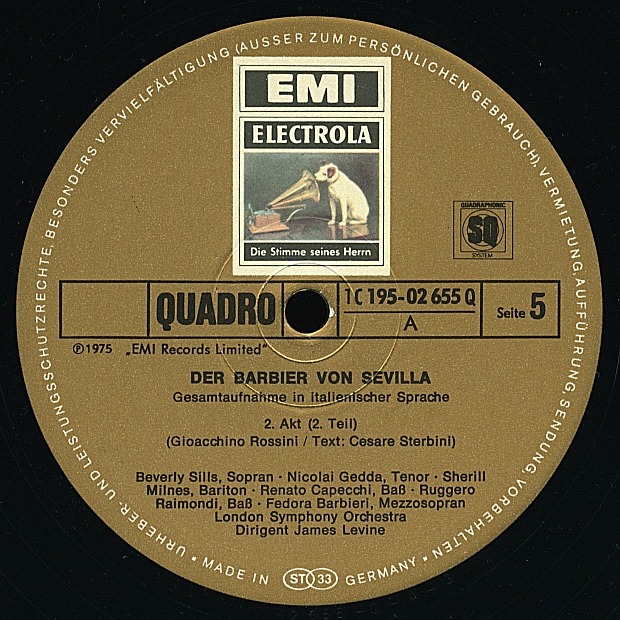 URHEBER- UND LEISTUNGSSCHUTZRECHTE, BESONDERS VERVIELFÄLTIGUNG (AUSSER ZUM PERSÖNLICHEN GEBRAUCH), VERMIETUNG, AUFFÜHRUNG, SENDUNG VORBEHALTEN
EMI
ELECTROLA
Die Stimme seines Herrn
QUADRAPHONIC
SQ
SYSTEM
QUADRO
1C 195-02 655 Q
A
Seite 5
℗1975 „EMI Records Limited"
DER BARBIER VON SEVILLA
Gesamtaufnahme in italienischer Sprache
2. Akt (2. Teil)
(Gioacchino Rossini / Text: Cesare Sterbini)
Beverly Sills, Sopran · Nicolai Gedda, Tenor · Sherill
Milnes, Bariton · Renato Capecchi, Baß · Ruggero
Raimondi, Baß · Fedora Barbieri, Mezzosopran
London Symphony Orchestra
Dirigent James Levine
• MADE IN ST 33 GERMANY •